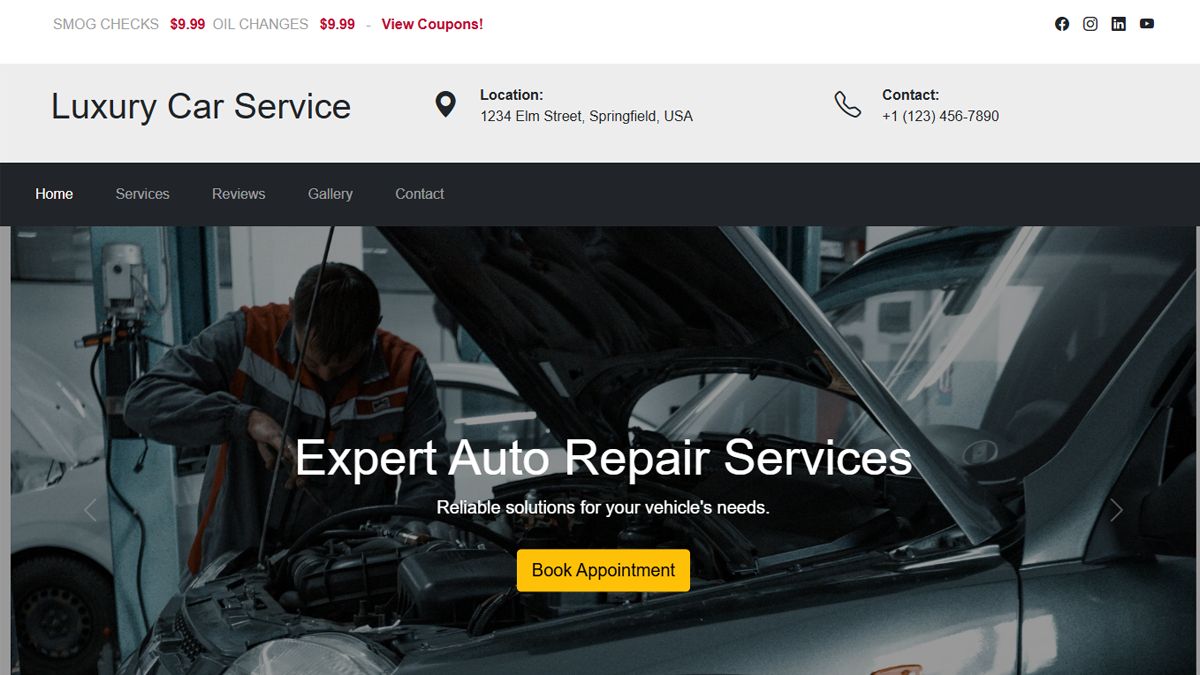 SMOG CHECKS $9.99 OIL CHANGES $9.99 - View Coupons!
Luxury Car Service
Location:
1234 Elm Street, Springfield, USA
Contact:
+1 (123) 456-7890
Home Services Reviews Gallery Contact
Expert Auto Repair Services
Reliable solutions for your vehicle's needs.
Book Appointment